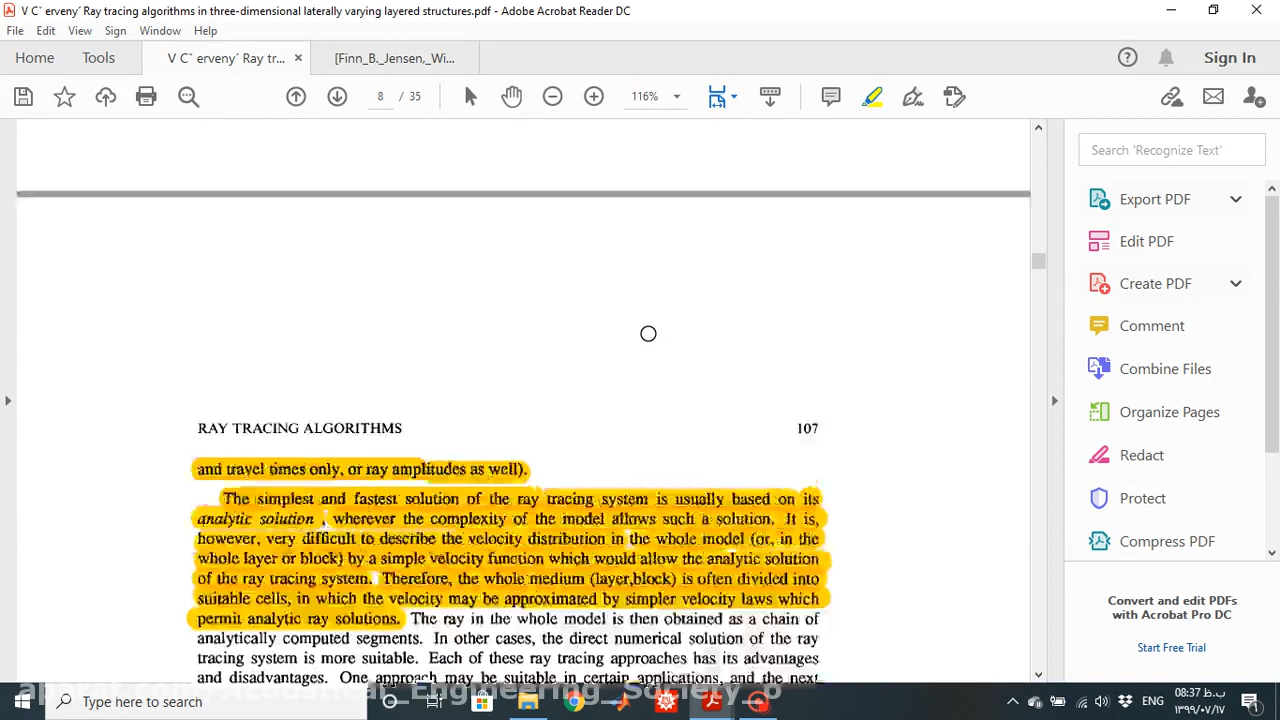 V Cˇ ervený Ray tracing algorithms in three-dimensional laterally varying layered structures.pdf - Adobe Acrobat Reader DC
File Edit View Sign Window Help
Home Tools V Cˇ erveny´ Ray tr... × [Finn_B._Jensen,_Wi...
Sign In
8 / 35 116%
Search 'Recognize Text'
Export PDF
Edit PDF
Create PDF
Comment
Combine Files
Organize Pages
Redact
Protect
Compress PDF
Convert and edit PDFs
with Acrobat Pro DC
Start Free Trial
RAY TRACING ALGORITHMS 107
and travel times only, or ray amplitudes as well).
The simplest and fastest solution of the ray tracing system is usually based on its
analytic solution , wherever the complexity of the model allows such a solution. It is,
however, very difficult to describe the velocity distribution in the whole model (or, in the
whole layer or block) by a simple velocity function which would allow the analytic solution
of the ray tracing system. Therefore, the whole medium (layer,block) is often divided into
suitable cells, in which the velocity may be approximated by simpler velocity laws which
permit analytic ray solutions. The ray in the whole model is then obtained as a chain of
analytically computed segments. In other cases, the direct numerical solution of the ray
tracing system is more suitable. Each of these ray tracing approaches has its advantages
and disadvantages. One approach may be suitable in certain applications, and the next
aparat.com/Acoustical_Engineering_Society_o
Type here to search
ENG
08:37 ب.ظ
۱۳۹۹/۰۷/۱۷
1